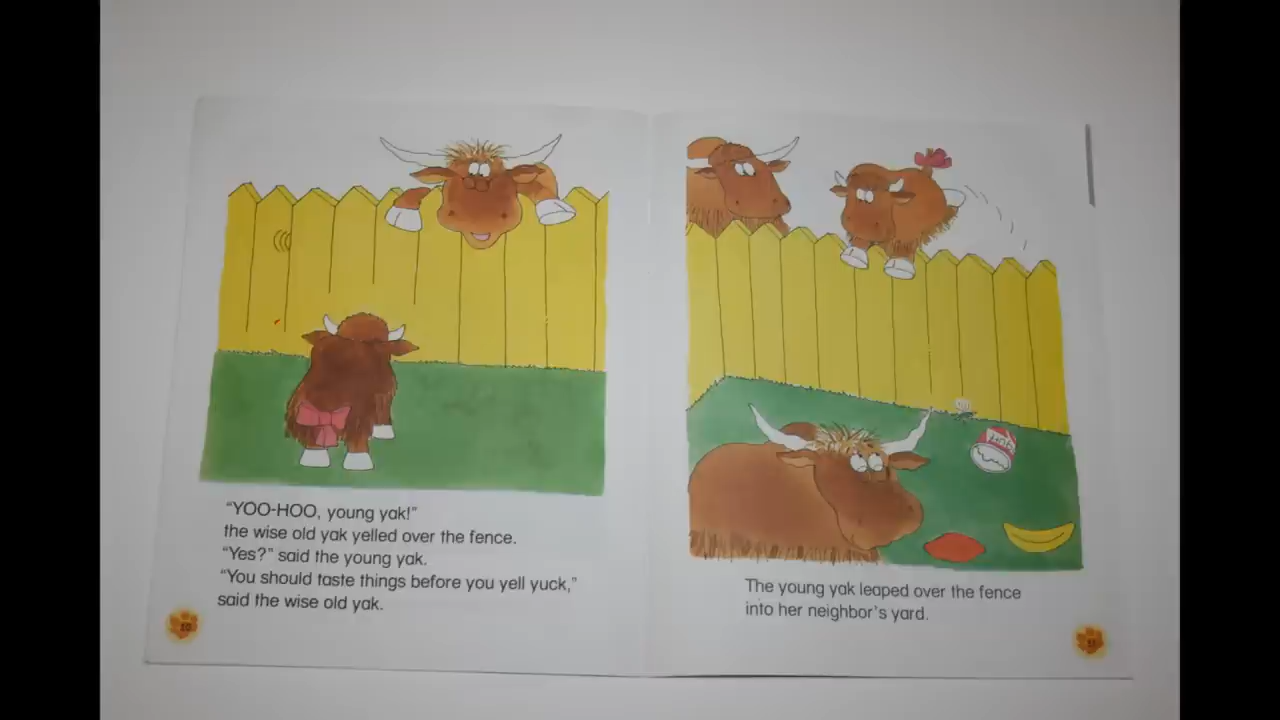 "YOO-HOO, young yak!"
the wise old yak yelled over the fence.
"Yes?" said the young yak.
"You should taste things before you yell yuck,"
said the wise old yak.
10
The young yak leaped over the fence
into her neighbor's yard.